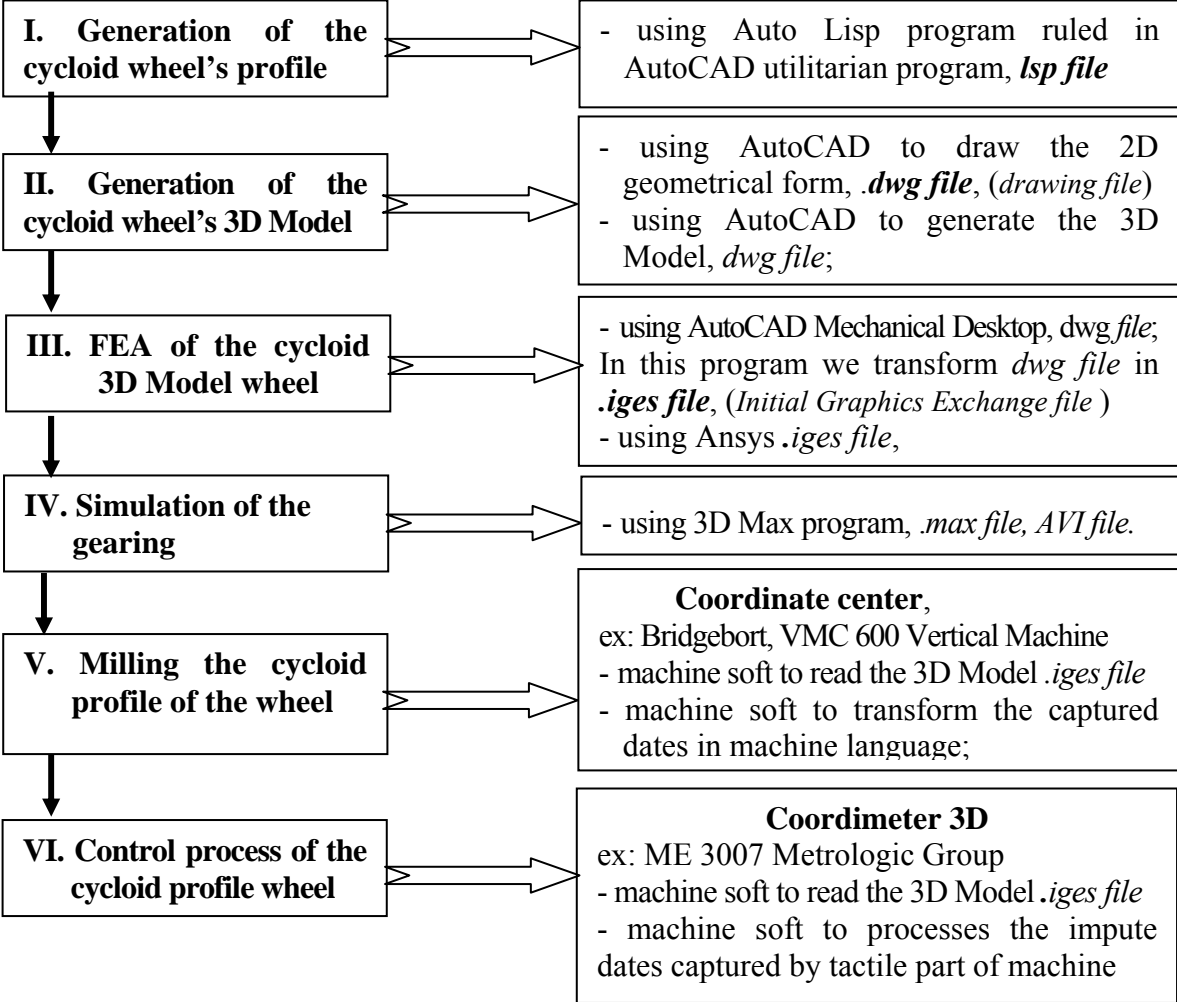 I. Generation of the
cycloid wheel's profile
- using Auto Lisp program ruled in
AutoCAD utilitarian program, lsp file
II. Generation of the
cycloid wheel's 3D Model
- using AutoCAD to draw the 2D
geometrical form, .dwg file, (drawing file)
- using AutoCAD to generate the 3D
Model, dwg file;
III. FEA of the cycloid
3D Model wheel
- using AutoCAD Mechanical Desktop, dwg file;
In this program we transform dwg file in
.iges file, (Initial Graphics Exchange file )
- using Ansys .iges file,
IV. Simulation of the
gearing
- using 3D Max program, .max file, AVI file.
V. Milling the cycloid
profile of the wheel
Coordinate center,
ex: Bridgebort, VMC 600 Vertical Machine
- machine soft to read the 3D Model .iges file
- machine soft to transform the captured
dates in machine language;
VI. Control process of the
cycloid profile wheel
Coordimeter 3D
ex: ME 3007 Metrologic Group
- machine soft to read the 3D Model .iges file
- machine soft to processes the impute
dates captured by tactile part of machine